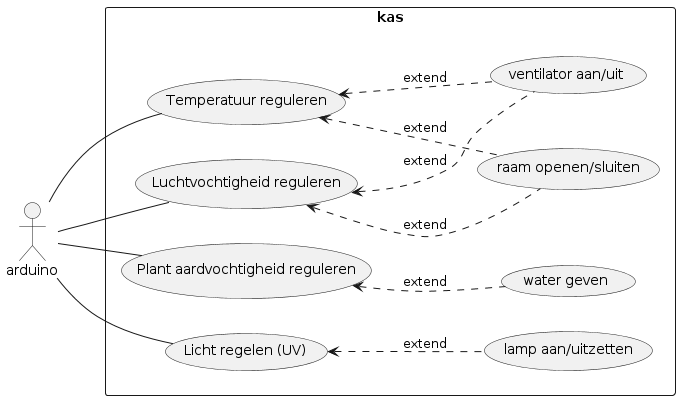 kas
ventilator aan/uit
extend
Temperatuur reguleren
extend
extend
raam openen/sluiten
Luchtvochtigheid reguleren
extend
arduino
Plant aardvochtigheid reguleren
extend
water geven
extend
Licht regelen (UV)
lamp aan/uitzetten